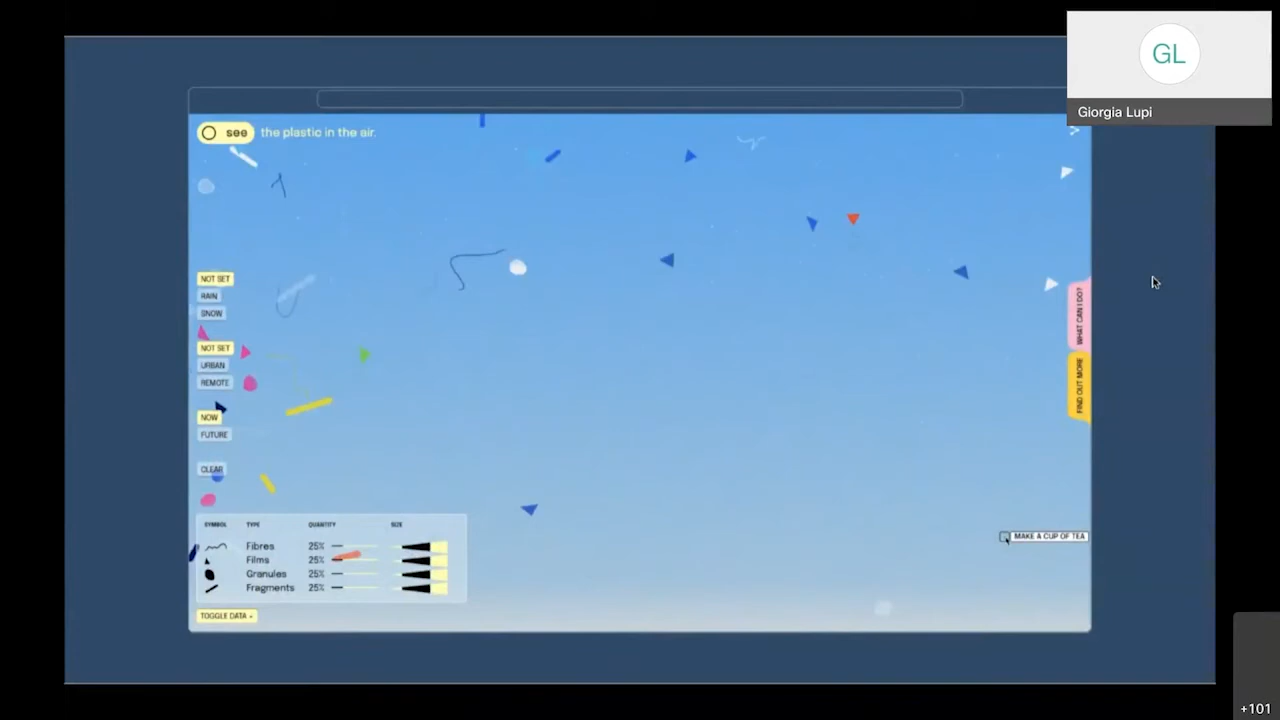 GL
Giorgia Lupi
see the plastic in the air.
NOT SET
RAIN
SNOW
NOT SET
URBAN
REMOTE
NOW
FUTURE
CLEAR
WHAT CAN I DO?
FIND OUT MORE
SYMBOL TYPE QUANTITY SIZE
Fibres 25%
Films 25%
Granules 25%
Fragments 25%
MAKE A CUP OF TEA
TOGGLE DATA -
+101